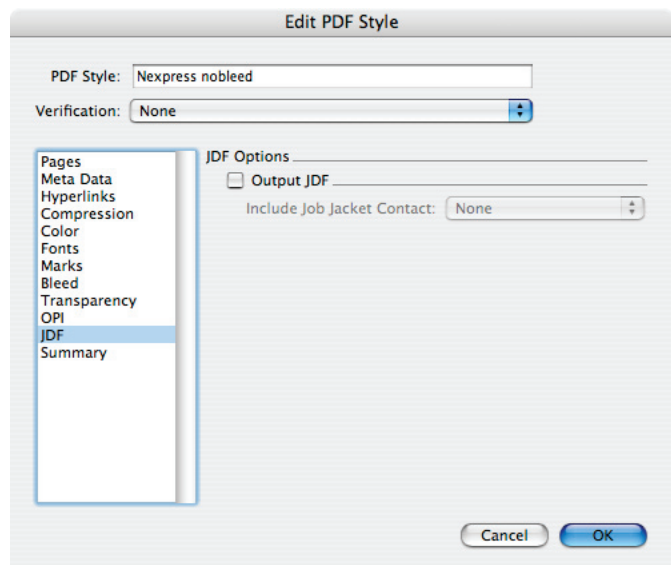 Edit PDF Style
PDF Style: Nexpress nobleed
Verification: None
Pages
Meta Data
Hyperlinks
Compression
Color
Fonts
Marks
Bleed
Transparency
OPI
JDF
Summary
JDF Options
Output JDF
Include Job Jacket Contact: None
Cancel OK